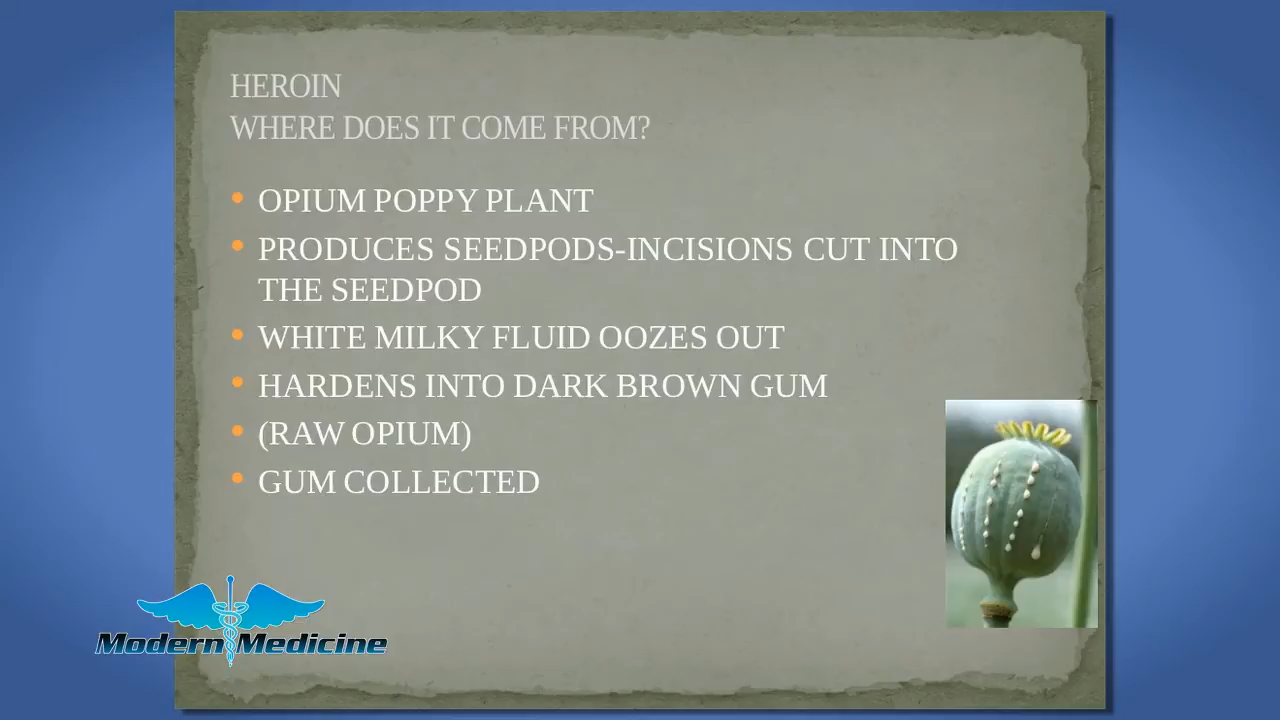 HEROIN
WHERE DOES IT COME FROM?
• OPIUM POPPY PLANT
• PRODUCES SEEDPODS-INCISIONS CUT INTO
THE SEEDPOD
• WHITE MILKY FLUID OOZES OUT
• HARDENS INTO DARK BROWN GUM
• (RAW OPIUM)
• GUM COLLECTED
Modern Medicine